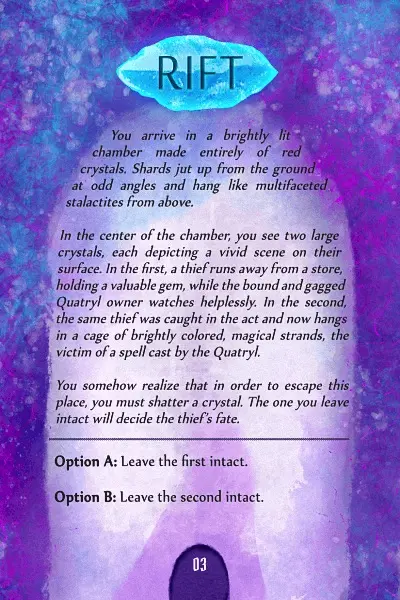 RIFT
You arrive in a brightly lit
chamber made entirely of red
crystals. Shards jut up from the ground
at odd angles and hang like multifaceted
stalactites from above.
In the center of the chamber, you see two large
crystals, each depicting a vivid scene on their
surface. In the first, a thief runs away from a store,
holding a valuable gem, while the bound and gagged
Quatryl owner watches helplessly. In the second,
the same thief was caught in the act and now hangs
in a cage of brightly colored, magical strands, the
victim of a spell cast by the Quatryl.
You somehow realize that in order to escape this
place, you must shatter a crystal. The one you leave
intact will decide the thief's fate.
Option A: Leave the first intact.
Option B: Leave the second intact.
03